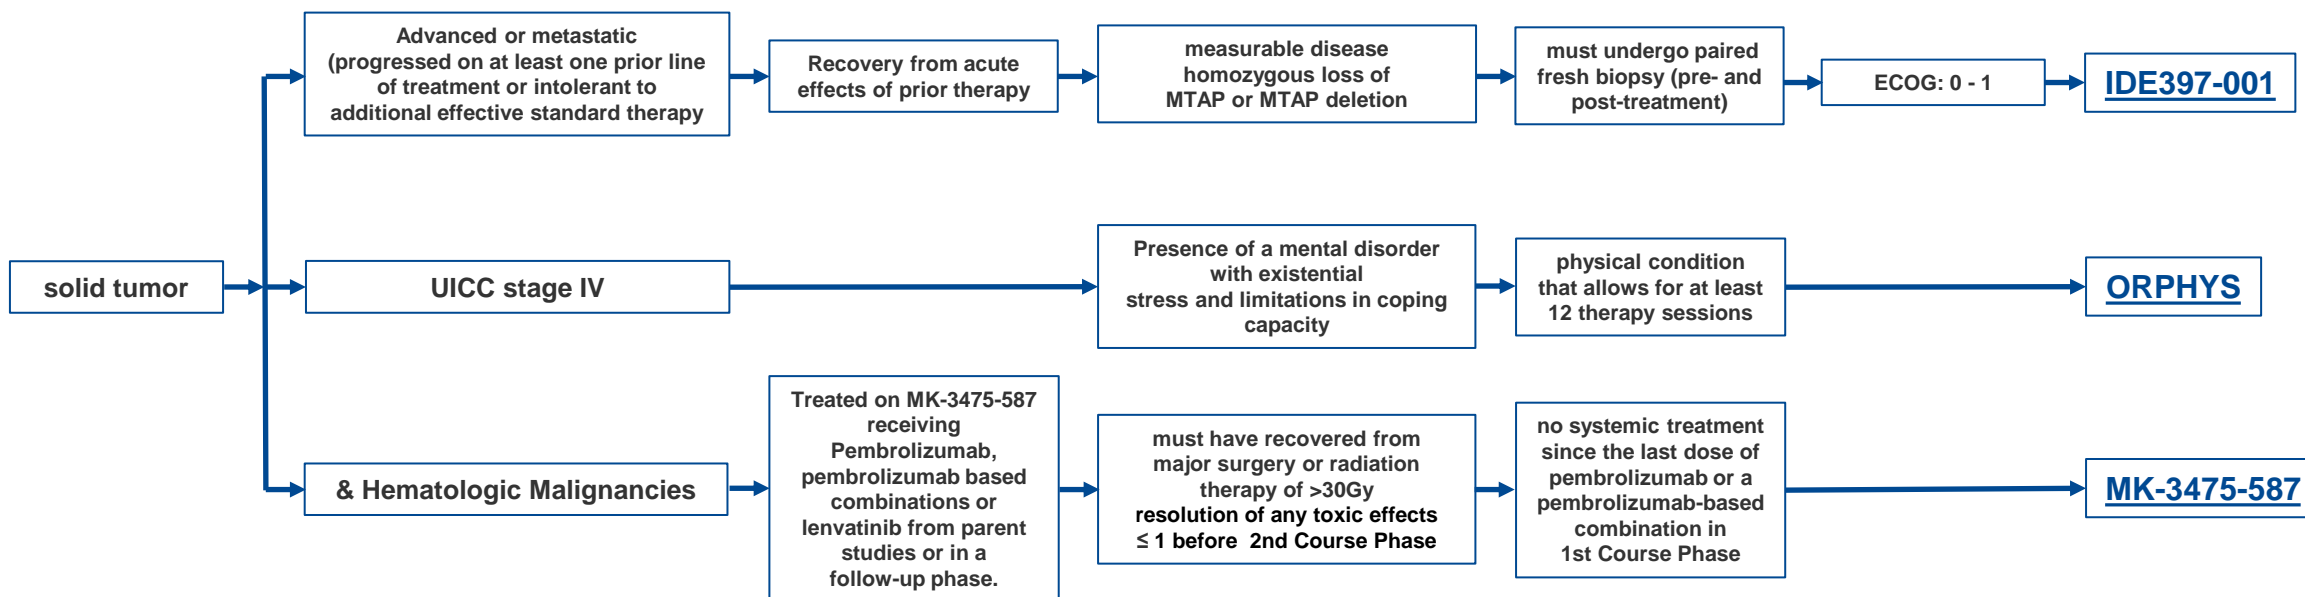 solid tumor
Advanced or metastatic
(progressed on at least one prior line
of treatment or intolerant to
additional effective standard therapy
Recovery from acute
effects of prior therapy
measurable disease
homozygous loss of
MTAP or MTAP deletion
must undergo paired
fresh biopsy (pre- and
post-treatment)
ECOG: 0 - 1
IDE397-001
UICC stage IV
Presence of a mental disorder
with existential
stress and limitations in coping
capacity
physical condition
that allows for at least
12 therapy sessions
ORPHYS
& Hematologic Malignancies
Treated on MK-3475-587
receiving
Pembrolizumab,
pembrolizumab based
combinations or
lenvatinib from parent
studies or in a
follow-up phase.
must have recovered from
major surgery or radiation
therapy of >30Gy
resolution of any toxic effects
≤ 1 before 2nd Course Phase
no systemic treatment
since the last dose of
pembrolizumab or a
pembrolizumab-based
combination in
1st Course Phase
MK-3475-587